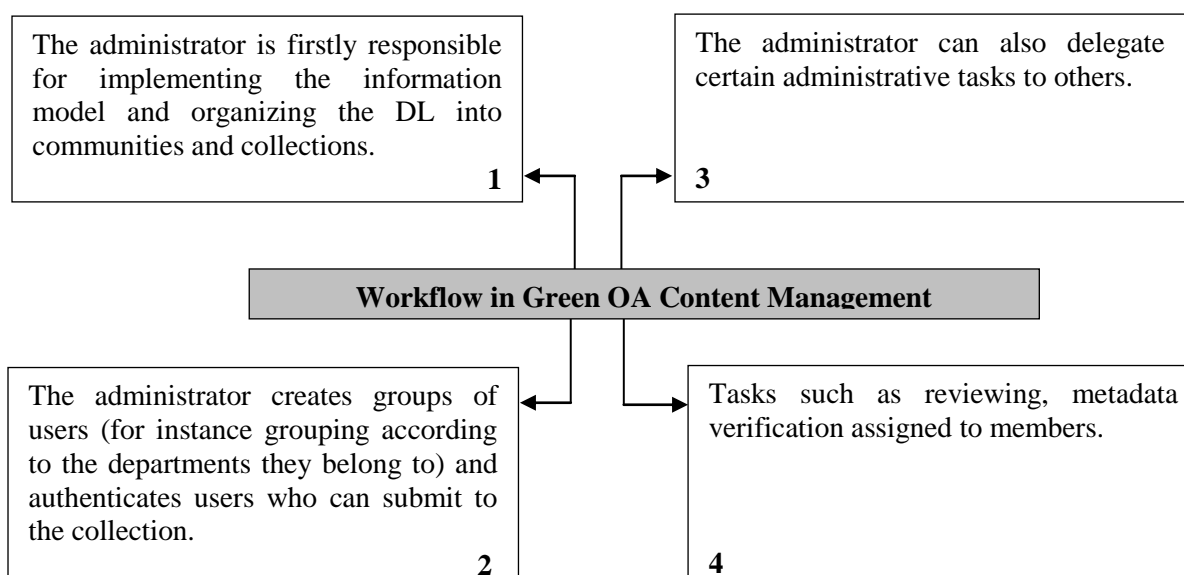 The administrator is firstly responsible
for implementing the information
model and organizing the DL into
communities and collections.
1
The administrator can also delegate
certain administrative tasks to others.
3
Workflow in Green OA Content Management
The administrator creates groups of
users (for instance grouping according
to the departments they belong to) and
authenticates users who can submit to
the collection.
2
Tasks such as reviewing, metadata
verification assigned to members.
4